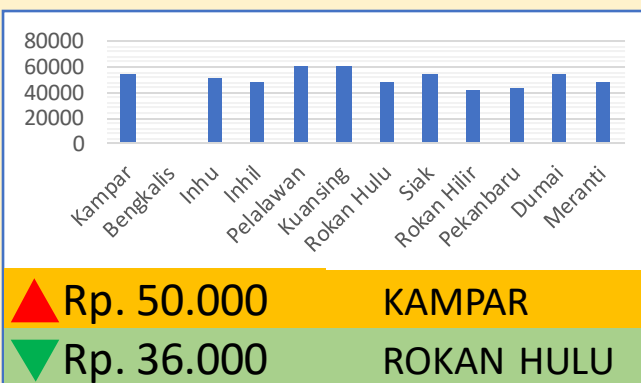 80000
60000
40000
20000
0
Kampar
Bengkalis
Inhu
Inhil
Pelalawan
Kuansing
Rokan Hulu
Siak
Rokan Hilir
Pekanbaru
Dumai
Meranti
Rp. 50.000 KAMPAR
Rp. 36.000 ROKAN HULU